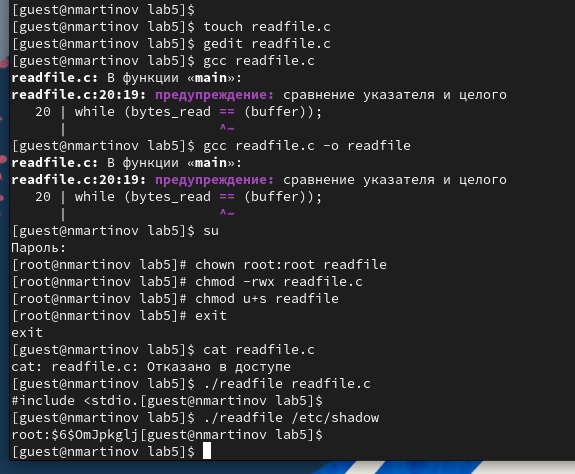 [guest@nmartinov lab5]$
[guest@nmartinov lab5]$ touch readfile.c
[guest@nmartinov lab5]$ gedit readfile.c
[guest@nmartinov lab5]$ gcc readfile.c
readfile.c: В функции «main»:
readfile.c:20:19: предупреждение: сравнение указателя и целого
   20 | while (bytes_read == (buffer));
      |                   ^~
[guest@nmartinov lab5]$ gcc readfile.c -o readfile
readfile.c: В функции «main»:
readfile.c:20:19: предупреждение: сравнение указателя и целого
   20 | while (bytes_read == (buffer));
      |                   ^~
[guest@nmartinov lab5]$ su
Пароль:
[root@nmartinov lab5]# chown root:root readfile
[root@nmartinov lab5]# chmod -rwx readfile.c
[root@nmartinov lab5]# chmod u+s readfile
[root@nmartinov lab5]# exit
exit
[guest@nmartinov lab5]$ cat readfile.c
cat: readfile.c: Отказано в доступе
[guest@nmartinov lab5]$ ./readfile readfile.c
#include <stdio.[guest@nmartinov lab5]$
[guest@nmartinov lab5]$ ./readfile /etc/shadow
root:$6$OmJpkglj[guest@nmartinov lab5]$
[guest@nmartinov lab5]$